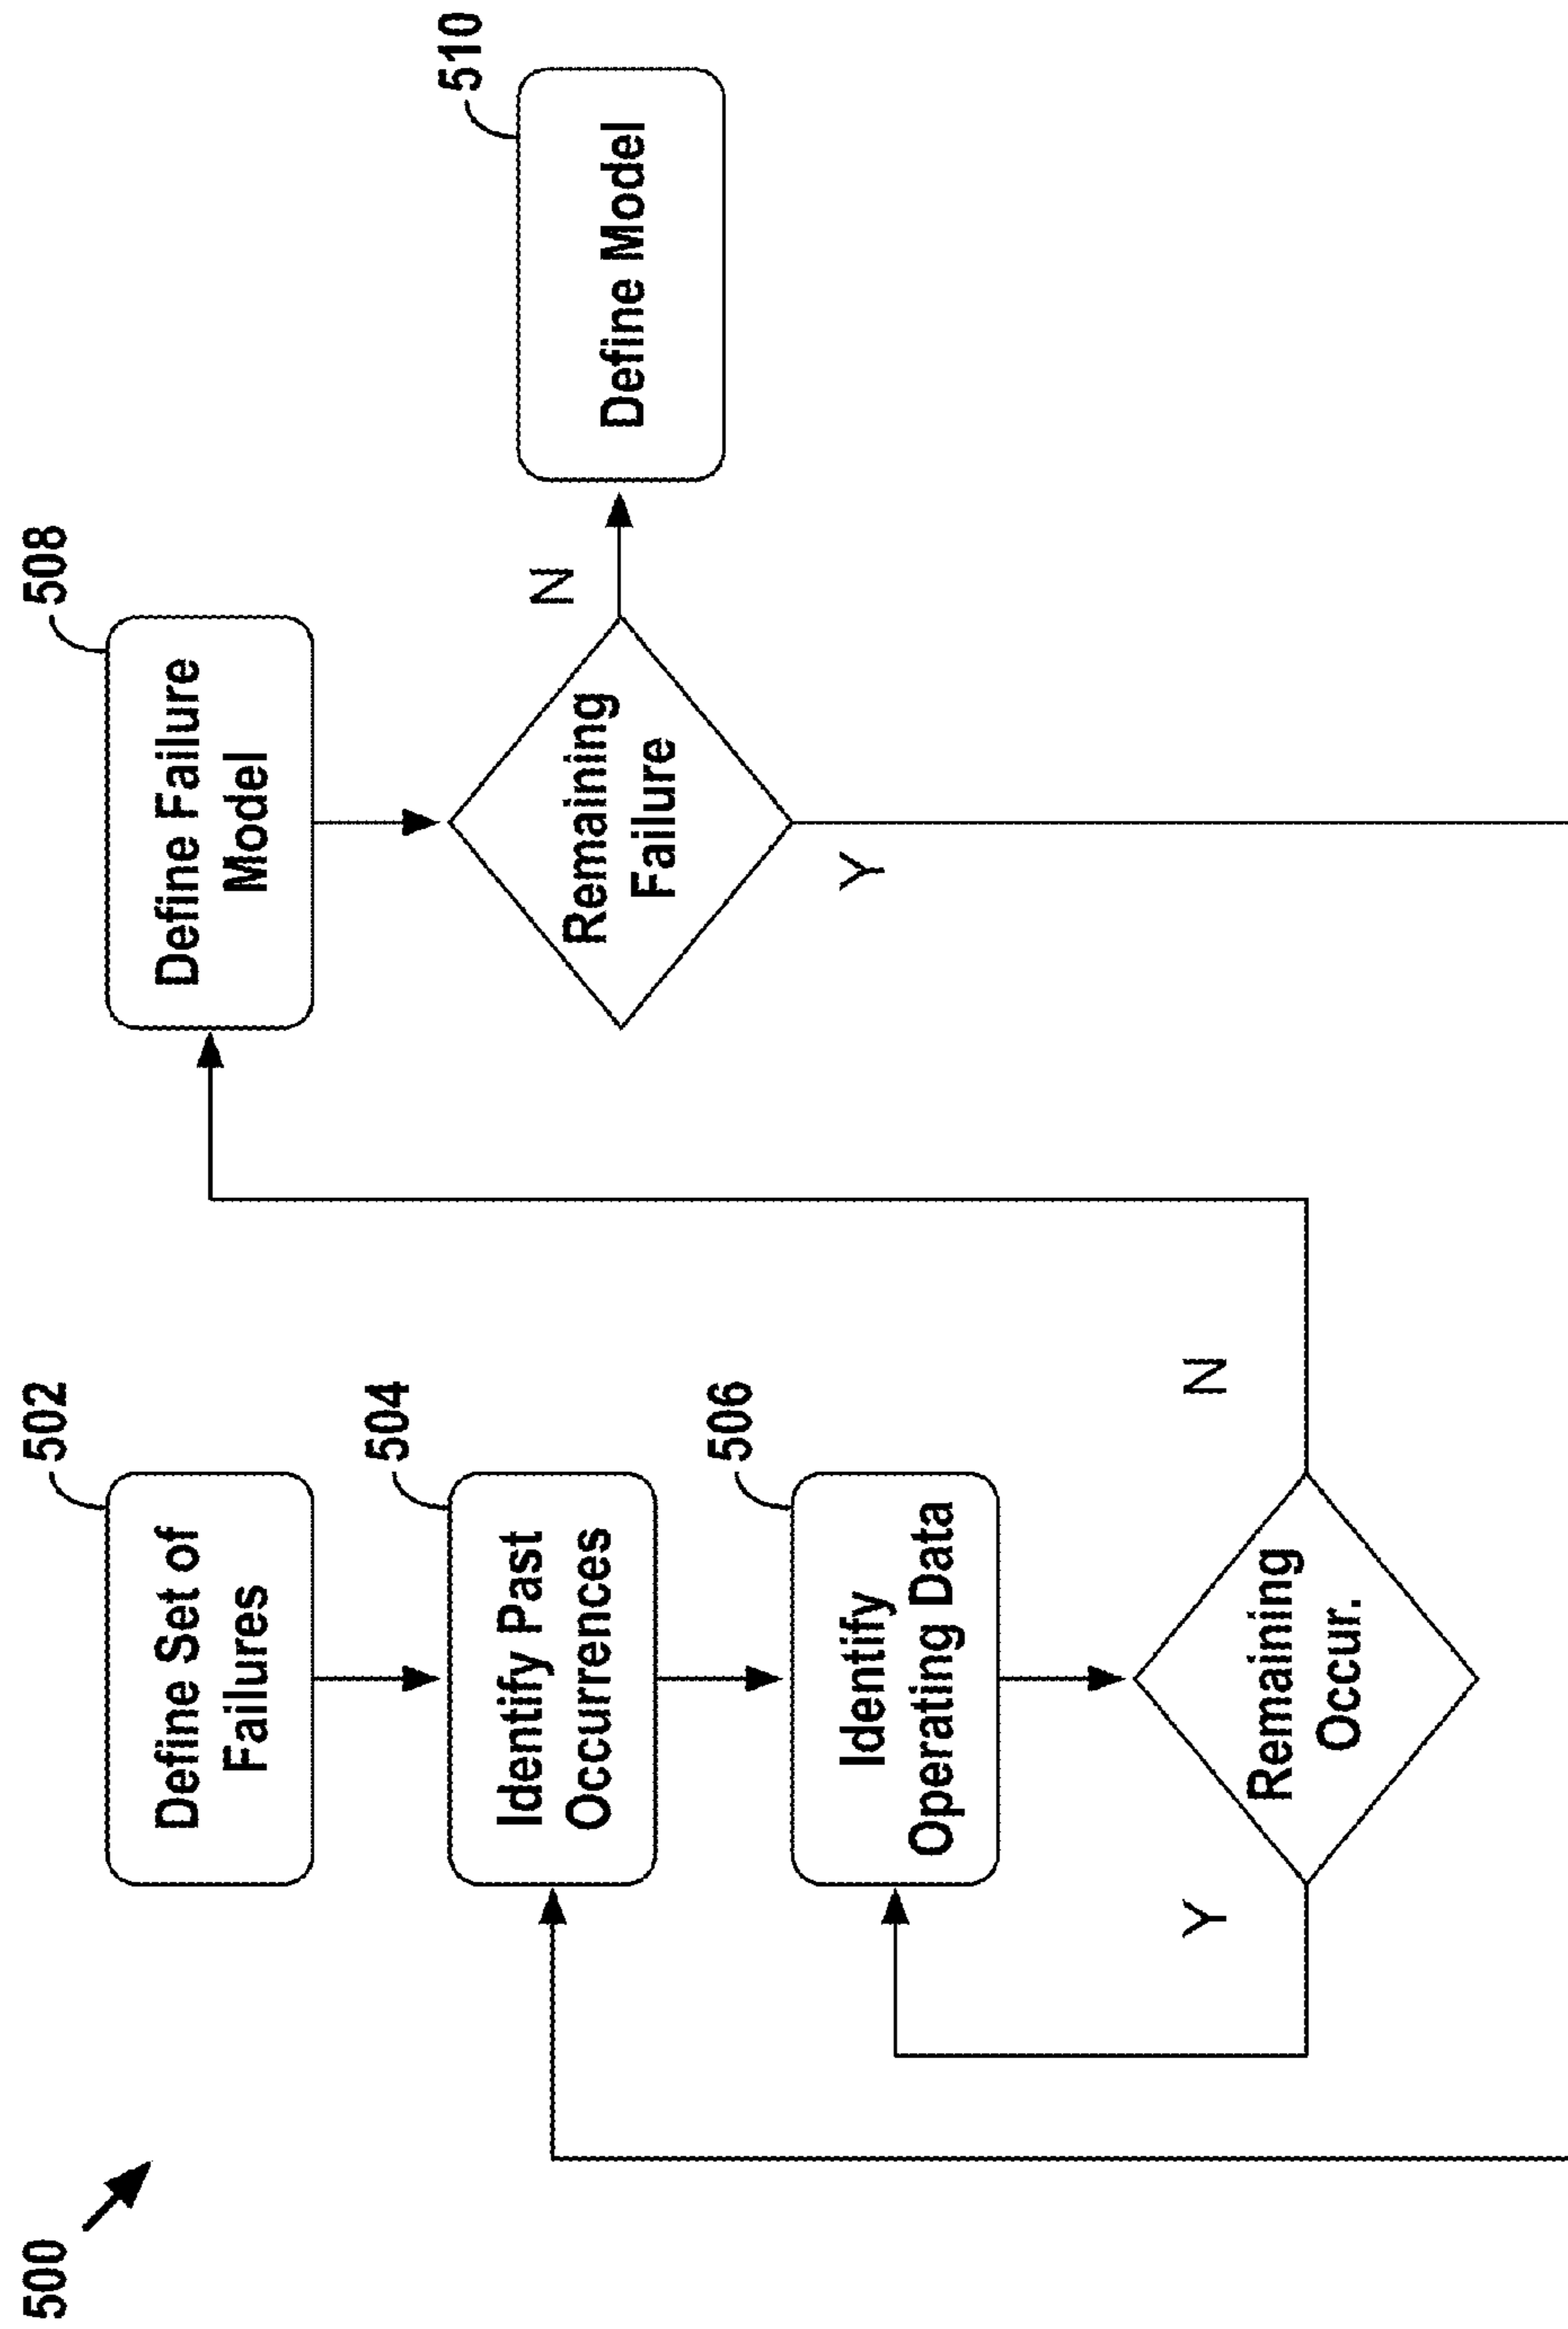 500
502
Define Set of
Failures
504
Identify Past
Occurrences
506
Identify
Operating Data
Remaining
Occur.
Y
N
508
Define Failure
Model
Remaining
Failure
N
Y
510
Define Model